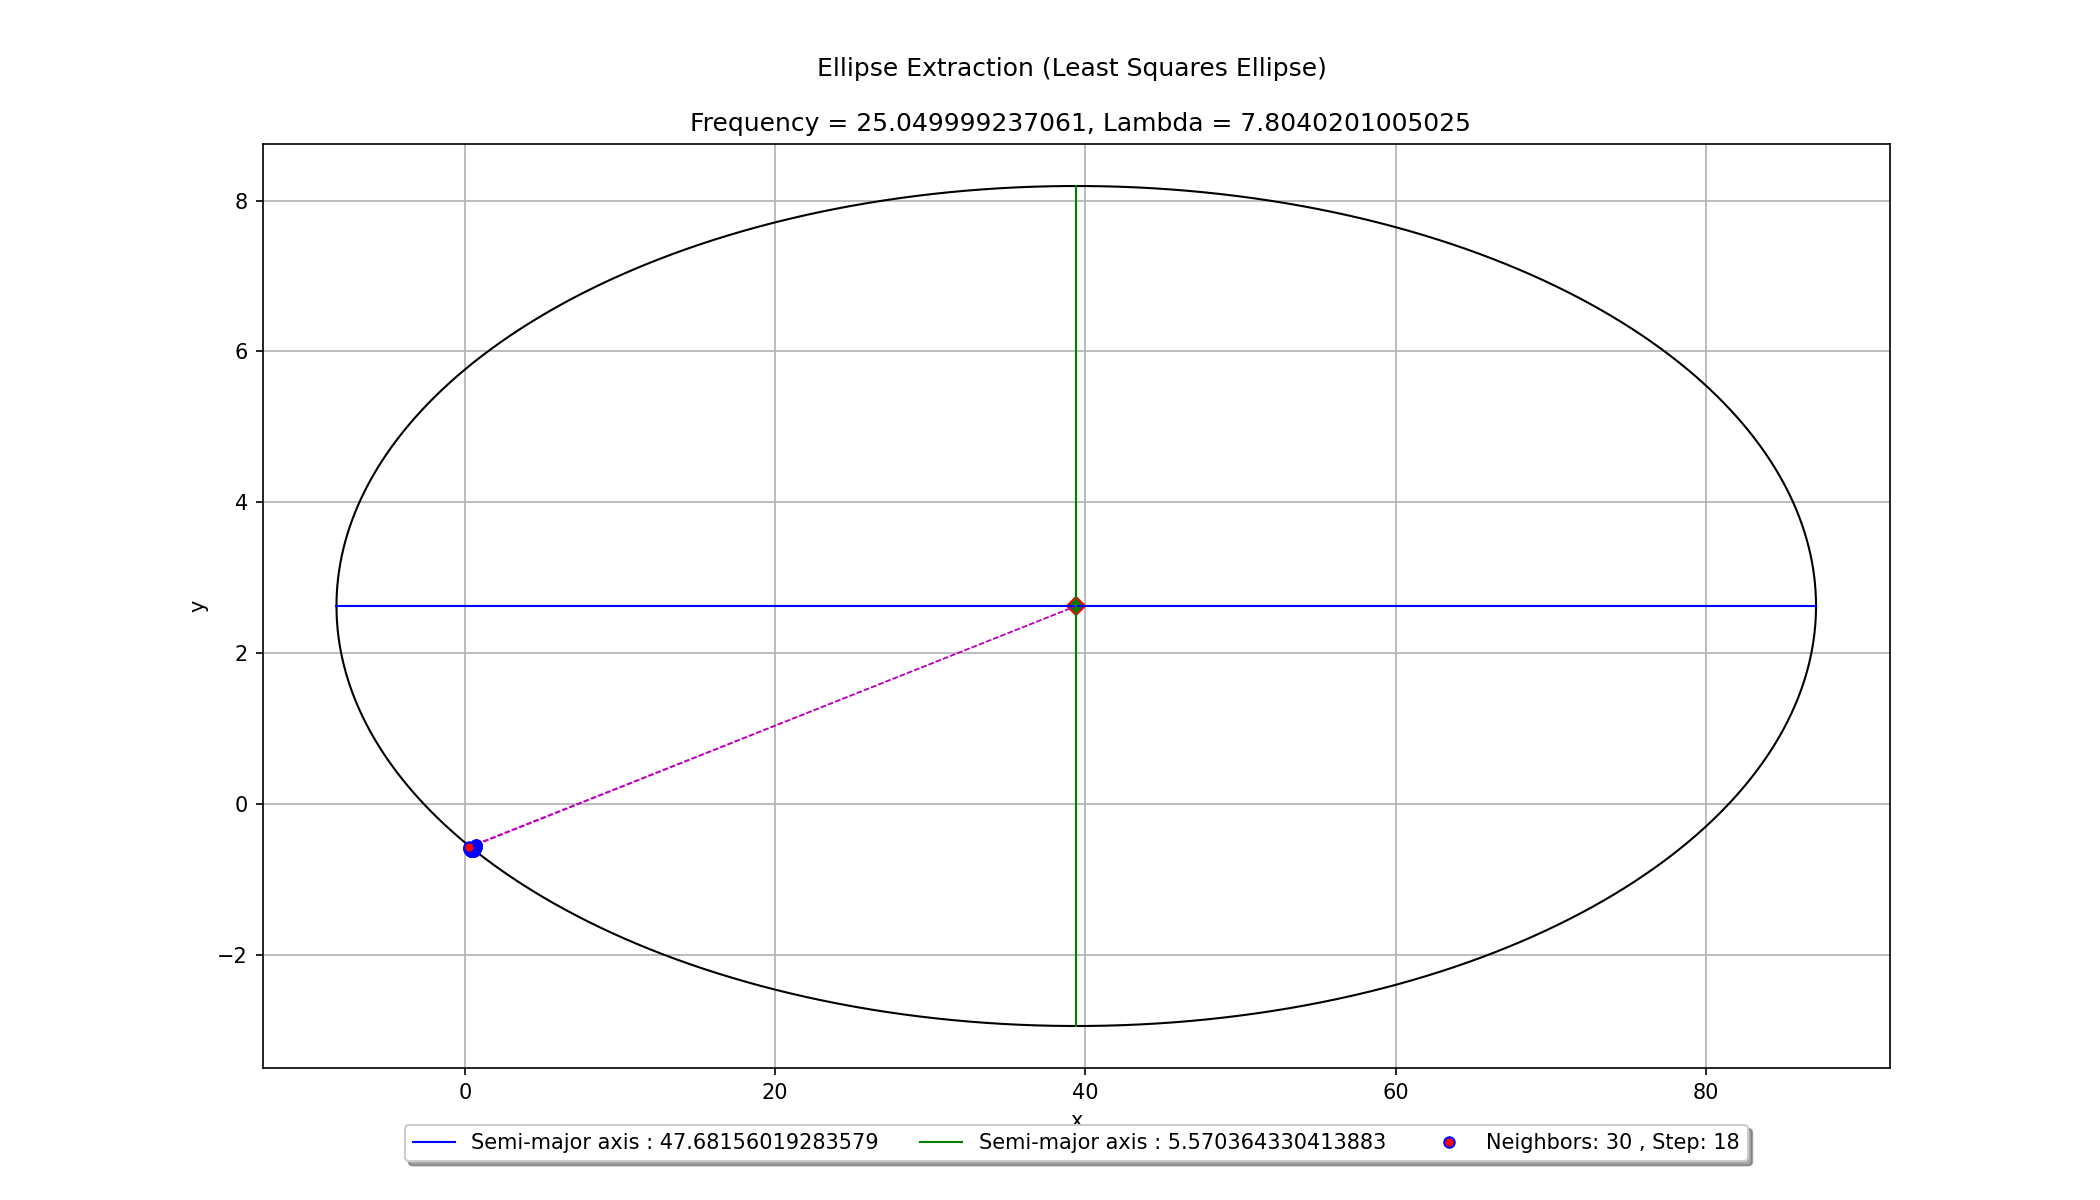 Ellipse Extraction (Least Squares Ellipse)
Frequency = 25.049999237061, Lambda = 7.8040201005025
8
6
4
2
0
−2
y
0 20 40 60 80
x
Semi-major axis : 47.68156019283579 Semi-major axis : 5.570364330413883 Neighbors: 30 , Step: 18